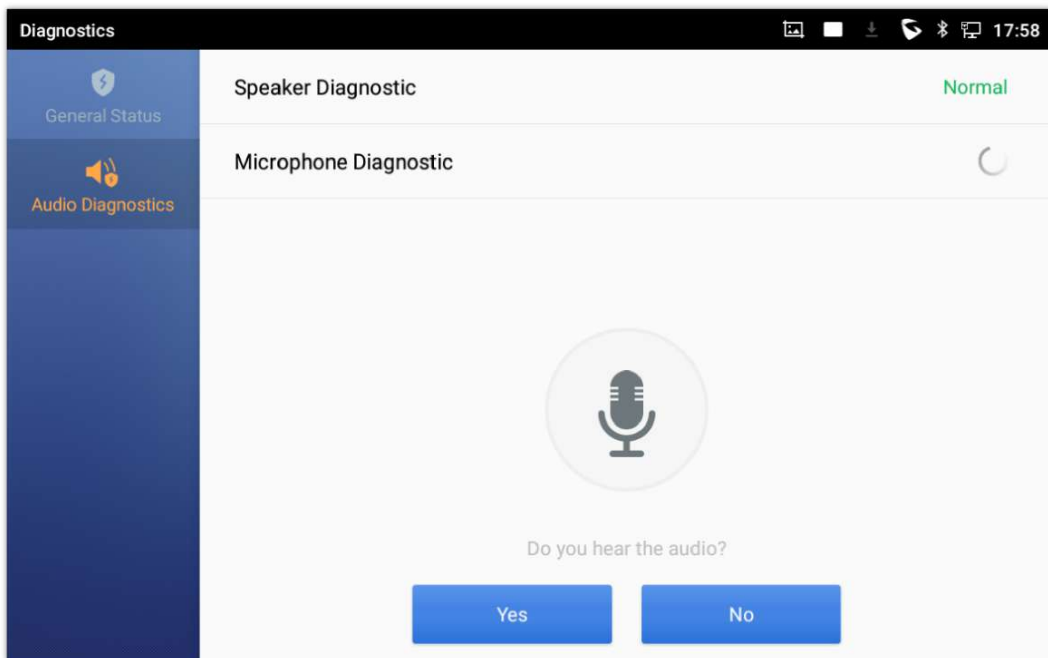 Diagnostics
17:58
General Status
Audio Diagnostics
Speaker Diagnostic
Normal
Microphone Diagnostic
Do you hear the audio?
Yes
No